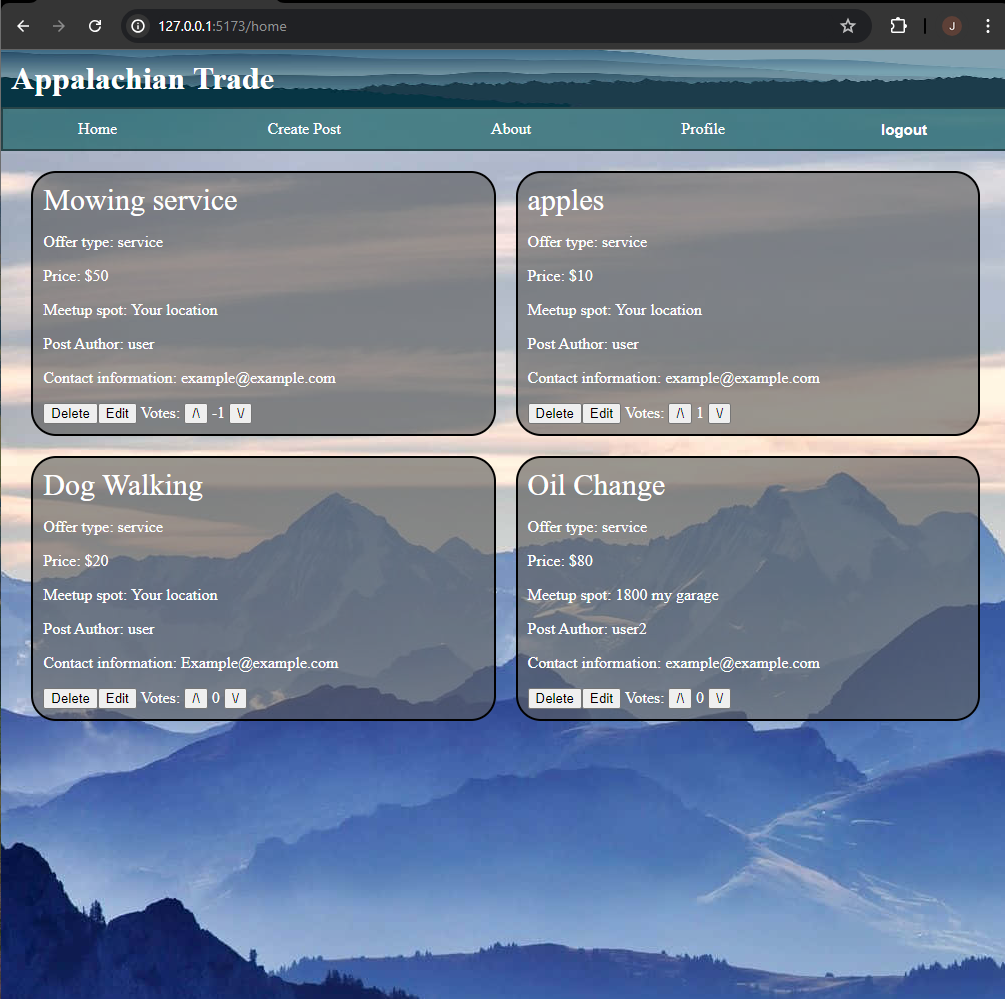 127.0.0.1:5173/home
J
Appalachian Trade
Home Create Post About Profile logout
Mowing service
Offer type: service
Price: $50
Meetup spot: Your location
Post Author: user
Contact information: example@example.com
Delete Edit Votes: /\ -1 \/
apples
Offer type: service
Price: $10
Meetup spot: Your location
Post Author: user
Contact information: example@example.com
Delete Edit Votes: /\ 1 \/
Dog Walking
Offer type: service
Price: $20
Meetup spot: Your location
Post Author: user
Contact information: Example@example.com
Delete Edit Votes: /\ 0 \/
Oil Change
Offer type: service
Price: $80
Meetup spot: 1800 my garage
Post Author: user2
Contact information: example@example.com
Delete Edit Votes: /\ 0 \/